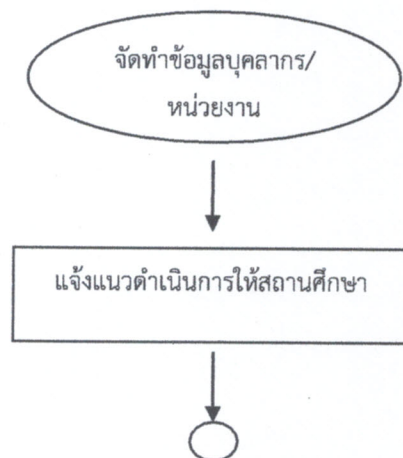 จัดทำข้อมูลบุคลากร/
หน่วยงาน
แจ้งแนวดำเนินการให้สถานศึกษา